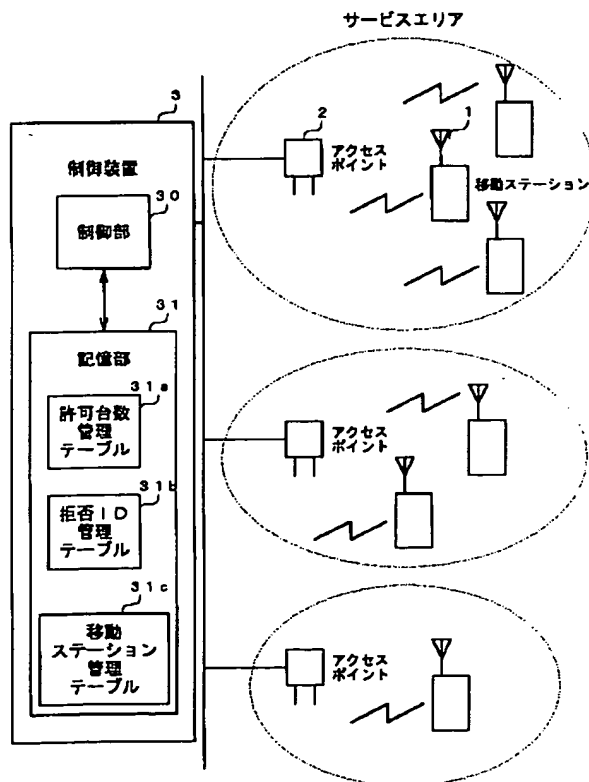 サービスエリア
3
制御装置
30
制御部
31
記憶部
31a
許可台数
管理
テーブル
31b
拒否ID
管理
テーブル
31c
移動
ステーション
管理
テーブル
2
アクセス
ポイント
1
移動ステーション
アクセス
ポイント
アクセス
ポイント